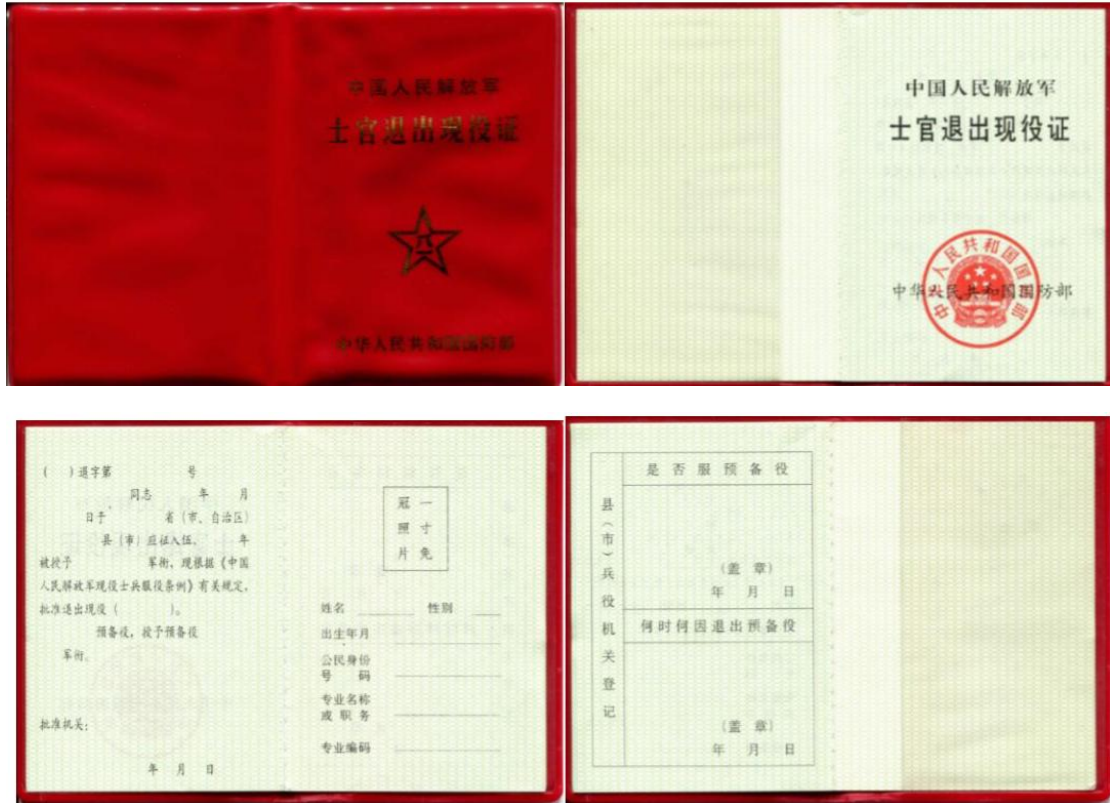 中国人民解放军
士官退出现役证
八一
中华人民共和国国防部
中国人民解放军
士官退出现役证
中华人民共和国国防部
中华人民共和国国防部
( )退字第 号
同志 年 月
日于 省(市、自治区)
县(市)应征入伍。 年
被授予 军衔,现根据《中国
人民解放军现役士兵服役条例》有关规定,
批准退出现役( )。
预备役,授予预备役
军衔。
批准机关:
年 月 日
一寸免冠照片
姓名 性别
出生年月
公民身份
号 码
专业名称
或 职 务
专业编码
县(市)兵役机关登记
是否服预备役
(盖 章)
年 月 日
何时何因退出预备役
(盖 章)
年 月 日